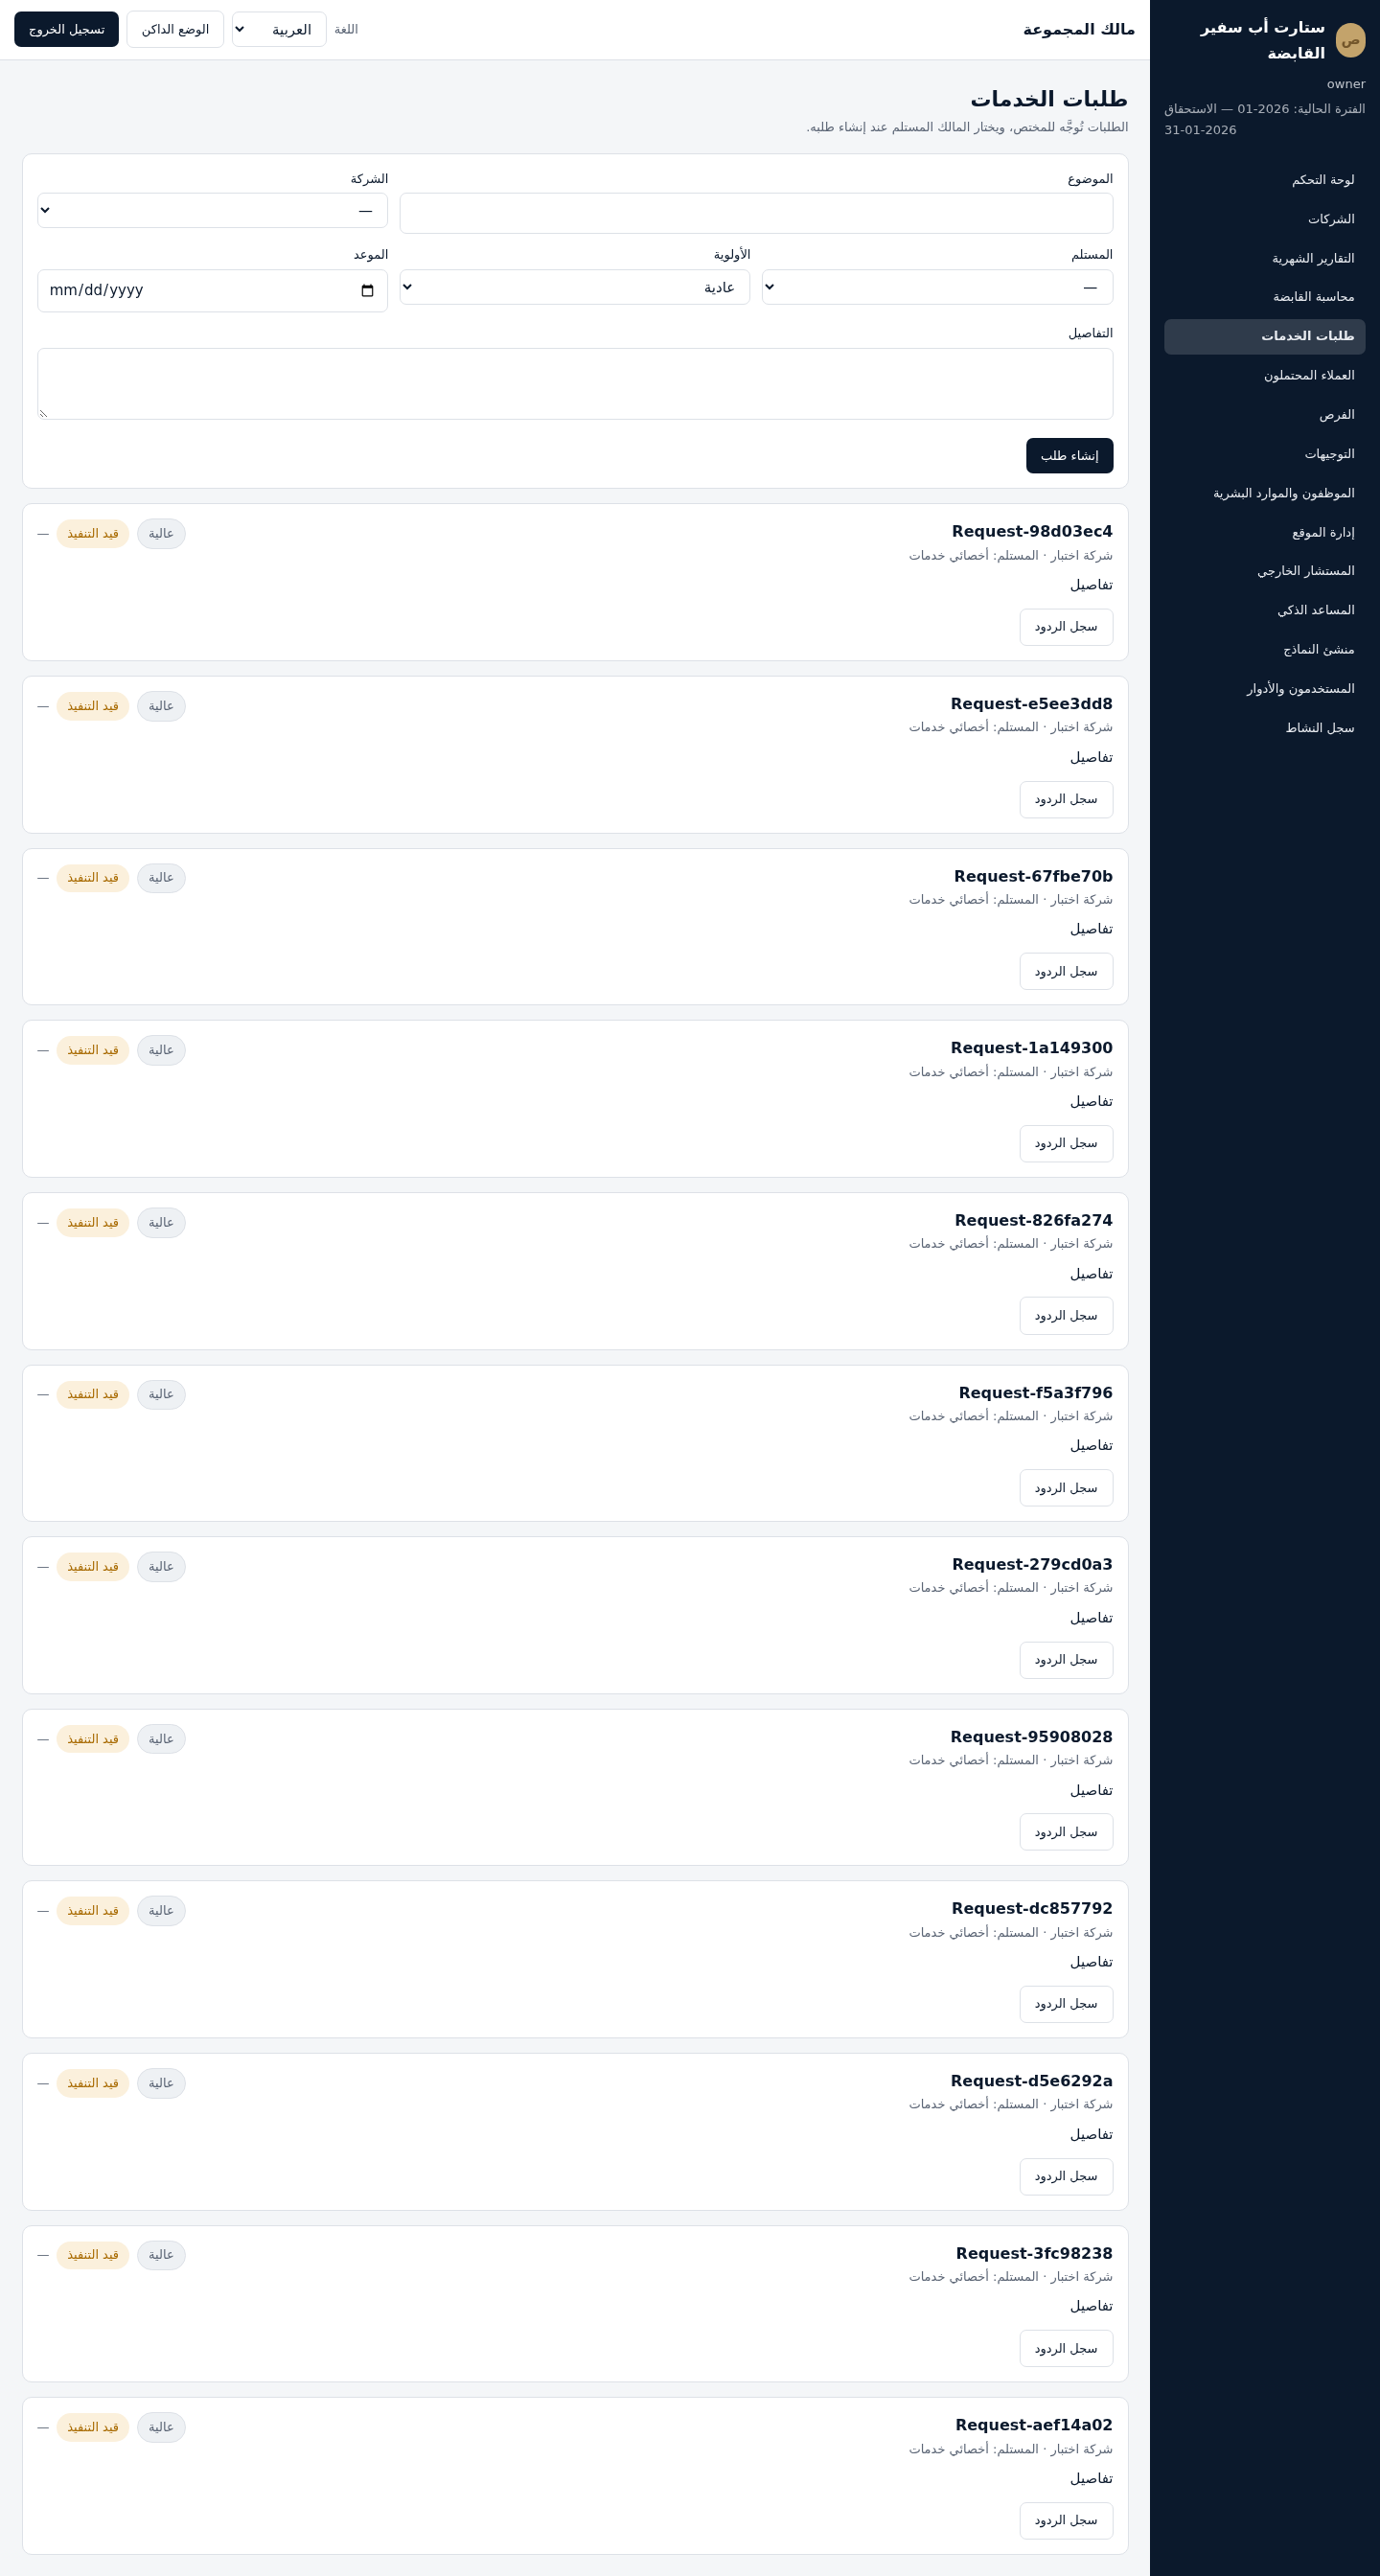 ص
ستارت أب سفير
القابضة
owner
الفترة الحالية: 2026-01 — الاستحقاق
2026-01-31
لوحة التحكم
الشركات
التقارير الشهرية
محاسبة القابضة
طلبات الخدمات
العملاء المحتملون
الفرص
التوجيهات
الموظفون والموارد البشرية
إدارة الموقع
المستشار الخارجي
المساعد الذكي
منشئ النماذج
المستخدمون والأدوار
سجل النشاط
مالك المجموعة
اللغة
العربية
الوضع الداكن
تسجيل الخروج
طلبات الخدمات
الطلبات تُوجَّه للمختص، ويختار المالك المستلم عند إنشاء طلبه.
الموضوع
الشركة
—
المستلم
الأولوية
الموعد
—
عادية
mm/dd/yyyy
التفاصيل
إنشاء طلب
Request-98d03ec4
عالية
قيد التنفيذ
—
شركة اختبار · المستلم: أخصائي خدمات
تفاصيل
سجل الردود
Request-e5ee3dd8
عالية
قيد التنفيذ
—
شركة اختبار · المستلم: أخصائي خدمات
تفاصيل
سجل الردود
Request-67fbe70b
عالية
قيد التنفيذ
—
شركة اختبار · المستلم: أخصائي خدمات
تفاصيل
سجل الردود
Request-1a149300
عالية
قيد التنفيذ
—
شركة اختبار · المستلم: أخصائي خدمات
تفاصيل
سجل الردود
Request-826fa274
عالية
قيد التنفيذ
—
شركة اختبار · المستلم: أخصائي خدمات
تفاصيل
سجل الردود
Request-f5a3f796
عالية
قيد التنفيذ
—
شركة اختبار · المستلم: أخصائي خدمات
تفاصيل
سجل الردود
Request-279cd0a3
عالية
قيد التنفيذ
—
شركة اختبار · المستلم: أخصائي خدمات
تفاصيل
سجل الردود
Request-95908028
عالية
قيد التنفيذ
—
شركة اختبار · المستلم: أخصائي خدمات
تفاصيل
سجل الردود
Request-dc857792
عالية
قيد التنفيذ
—
شركة اختبار · المستلم: أخصائي خدمات
تفاصيل
سجل الردود
Request-d5e6292a
عالية
قيد التنفيذ
—
شركة اختبار · المستلم: أخصائي خدمات
تفاصيل
سجل الردود
Request-3fc98238
عالية
قيد التنفيذ
—
شركة اختبار · المستلم: أخصائي خدمات
تفاصيل
سجل الردود
Request-aef14a02
عالية
قيد التنفيذ
—
شركة اختبار · المستلم: أخصائي خدمات
تفاصيل
سجل الردود